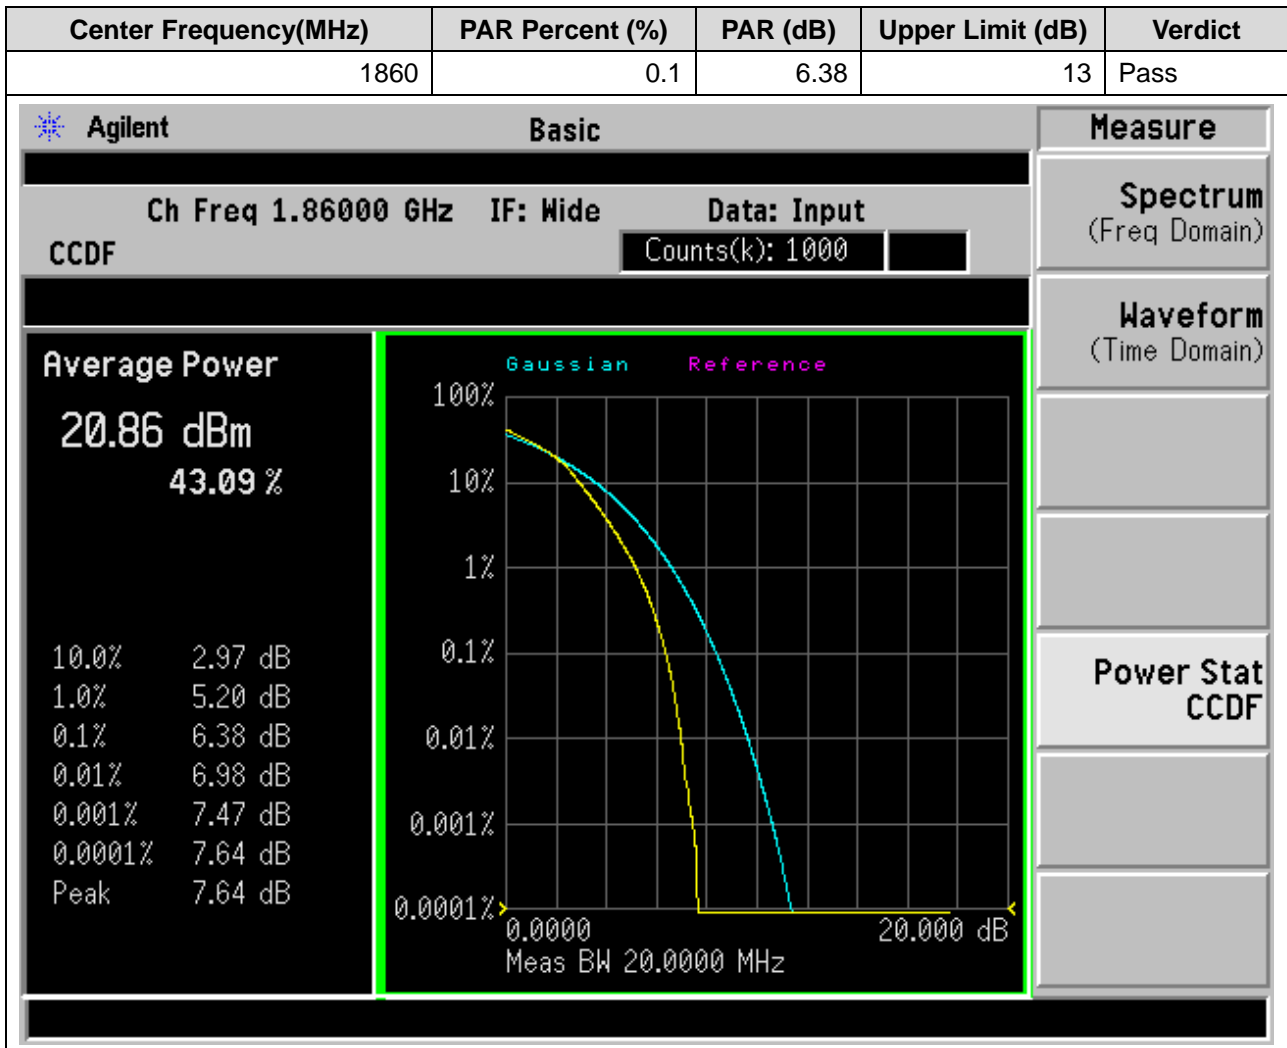 Center Frequency(MHz) PAR Percent (%) PAR (dB) Upper Limit (dB) Verdict
1860 0.1 6.38 13 Pass
Agilent Basic Measure
Ch Freq 1.86000 GHz IF: Wide Data: Input
CCDF Counts(k): 1000
Average Power
20.86 dBm
43.09 %
10.0% 2.97 dB
1.0% 5.20 dB
0.1% 6.38 dB
0.01% 6.98 dB
0.001% 7.47 dB
0.0001% 7.64 dB
Peak 7.64 dB
Gaussian Reference
100%
10%
1%
0.1%
0.01%
0.001%
0.0001%
0.0000 20.000 dB
Meas BW 20.0000 MHz
Spectrum
(Freq Domain)
Waveform
(Time Domain)
Power Stat
CCDF